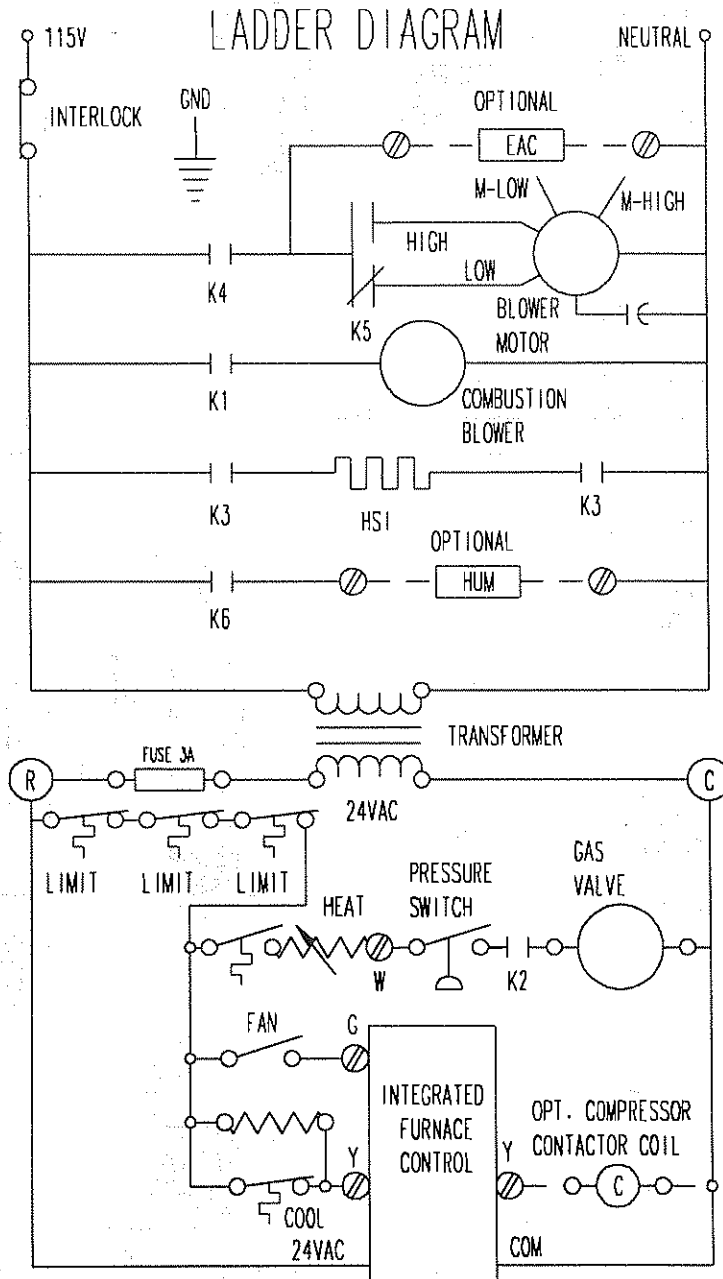 LADDER DIAGRAM
115V
NEUTRAL
INTERLOCK
GND
OPTIONAL
EAC
M-LOW
M-HIGH
HIGH
LOW
K4
K5
BLOWER
MOTOR
K1
COMBUSTION
BLOWER
K3
HSI
K3
OPTIONAL
HUM
K6
TRANSFORMER
R
FUSE 3A
C
24VAC
LIMIT
LIMIT
LIMIT
HEAT
PRESSURE
SWITCH
GAS
VALVE
W
K2
FAN
G
INTEGRATED
FURNACE
CONTROL
OPT. COMPRESSOR
CONTACTOR COIL
Y
Y
C
COOL
24VAC
COM